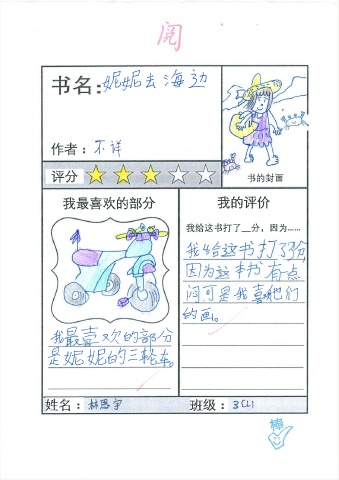 阅
书名:妮妮去海边
作者:不详
书的封面
评分
我最喜欢的部分
我最喜欢的部分
是妮妮的三轮车。
我的评价
我给这书打了__分,因为……
我给这书打了3分
因为这本书有点
闷可是我喜他们
的画。
姓名: 林恩宇
班级: 3CL1
棒